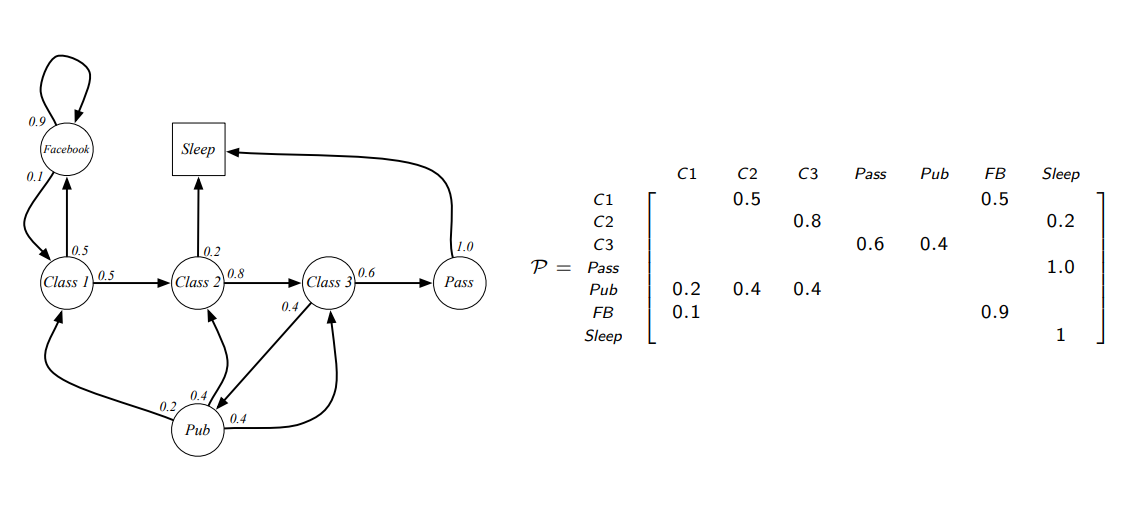 0.9
Facebook
0.1
Sleep
0.5
0.2
1.0
Class 1
0.5
Class 2
0.8
Class 3
0.6
Pass
0.4
0.4
0.2
Pub
0.4
C1 C2 C3 Pass Pub FB Sleep
C1 0.5 0.5
C2 0.8 0.2
C3 0.6 0.4
𝒫 = Pass 1.0
Pub 0.2 0.4 0.4
FB 0.1 0.9
Sleep 1